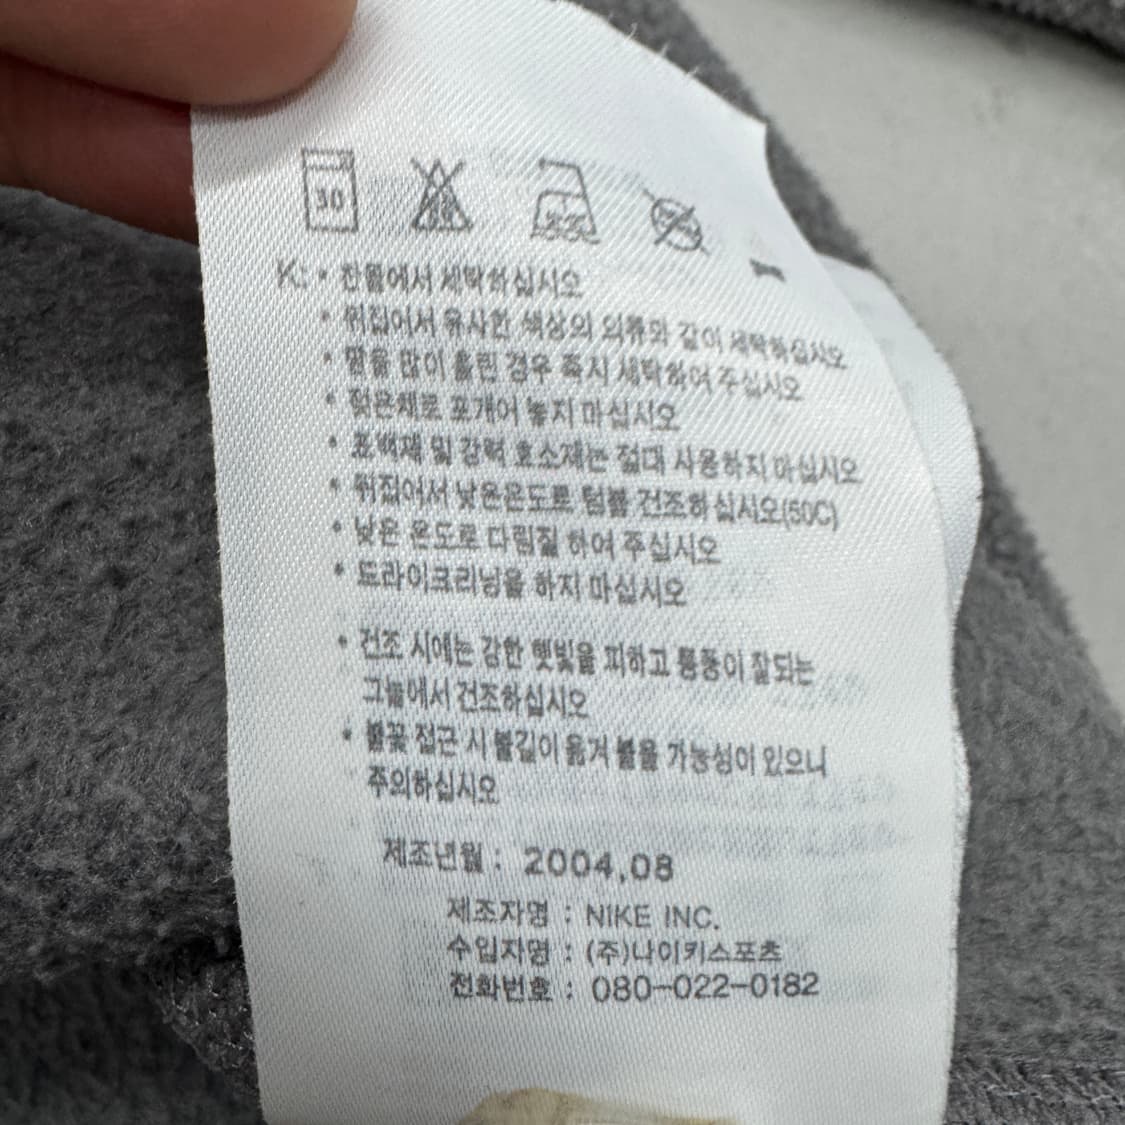 30
K: • 찬물에서 세탁하십시오
• 뒤집어서 유사한 색상의 의류와 같이 세탁하십시오
• 땀을 많이 흘린 경우 즉시 세탁하여 주십시오
• 젖은채로 포개어 놓지 마십시오
• 표백제 및 강력 효소제는 절대 사용하지 마십시오
• 뒤집어서 낮은온도로 텀블 건조하십시오(50C)
• 낮은 온도로 다림질 하여 주십시오
• 드라이크리닝을 하지 마십시오
• 건조 시에는 강한 햇빛을 피하고 통풍이 잘되는
그늘에서 건조하십시오
• 불꽃 접근 시 불길이 옮겨 붙을 가능성이 있으니
주의하십시오
제조년월 : 2004.08
제조자명 : NIKE INC.
수입자명 : (주)나이키스포츠
전화번호 : 080-022-0182